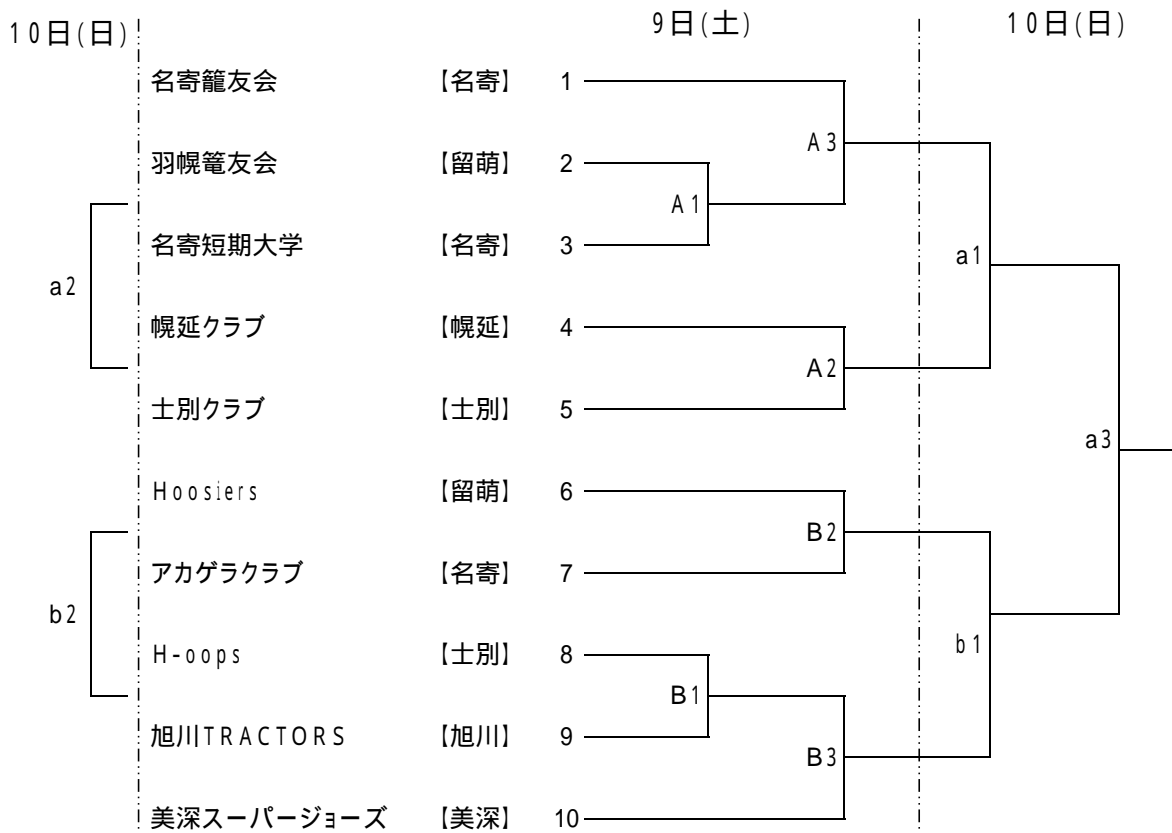 10日(日) 9日(土) 10日(日)
名寄籠友会 【名寄】 1
A3
羽幌篭友会 【留萌】 2
A1
名寄短期大学 【名寄】 3
a1
a2
幌延クラブ 【幌延】 4
A2
士別クラブ 【士別】 5
a3
Hoosiers 【留萌】 6
B2
アカゲラクラブ 【名寄】 7
b2
b1
H-oops 【士別】 8
B1
旭川TRACTORS 【旭川】 9
B3
美深スーパージョーズ 【美深】 10